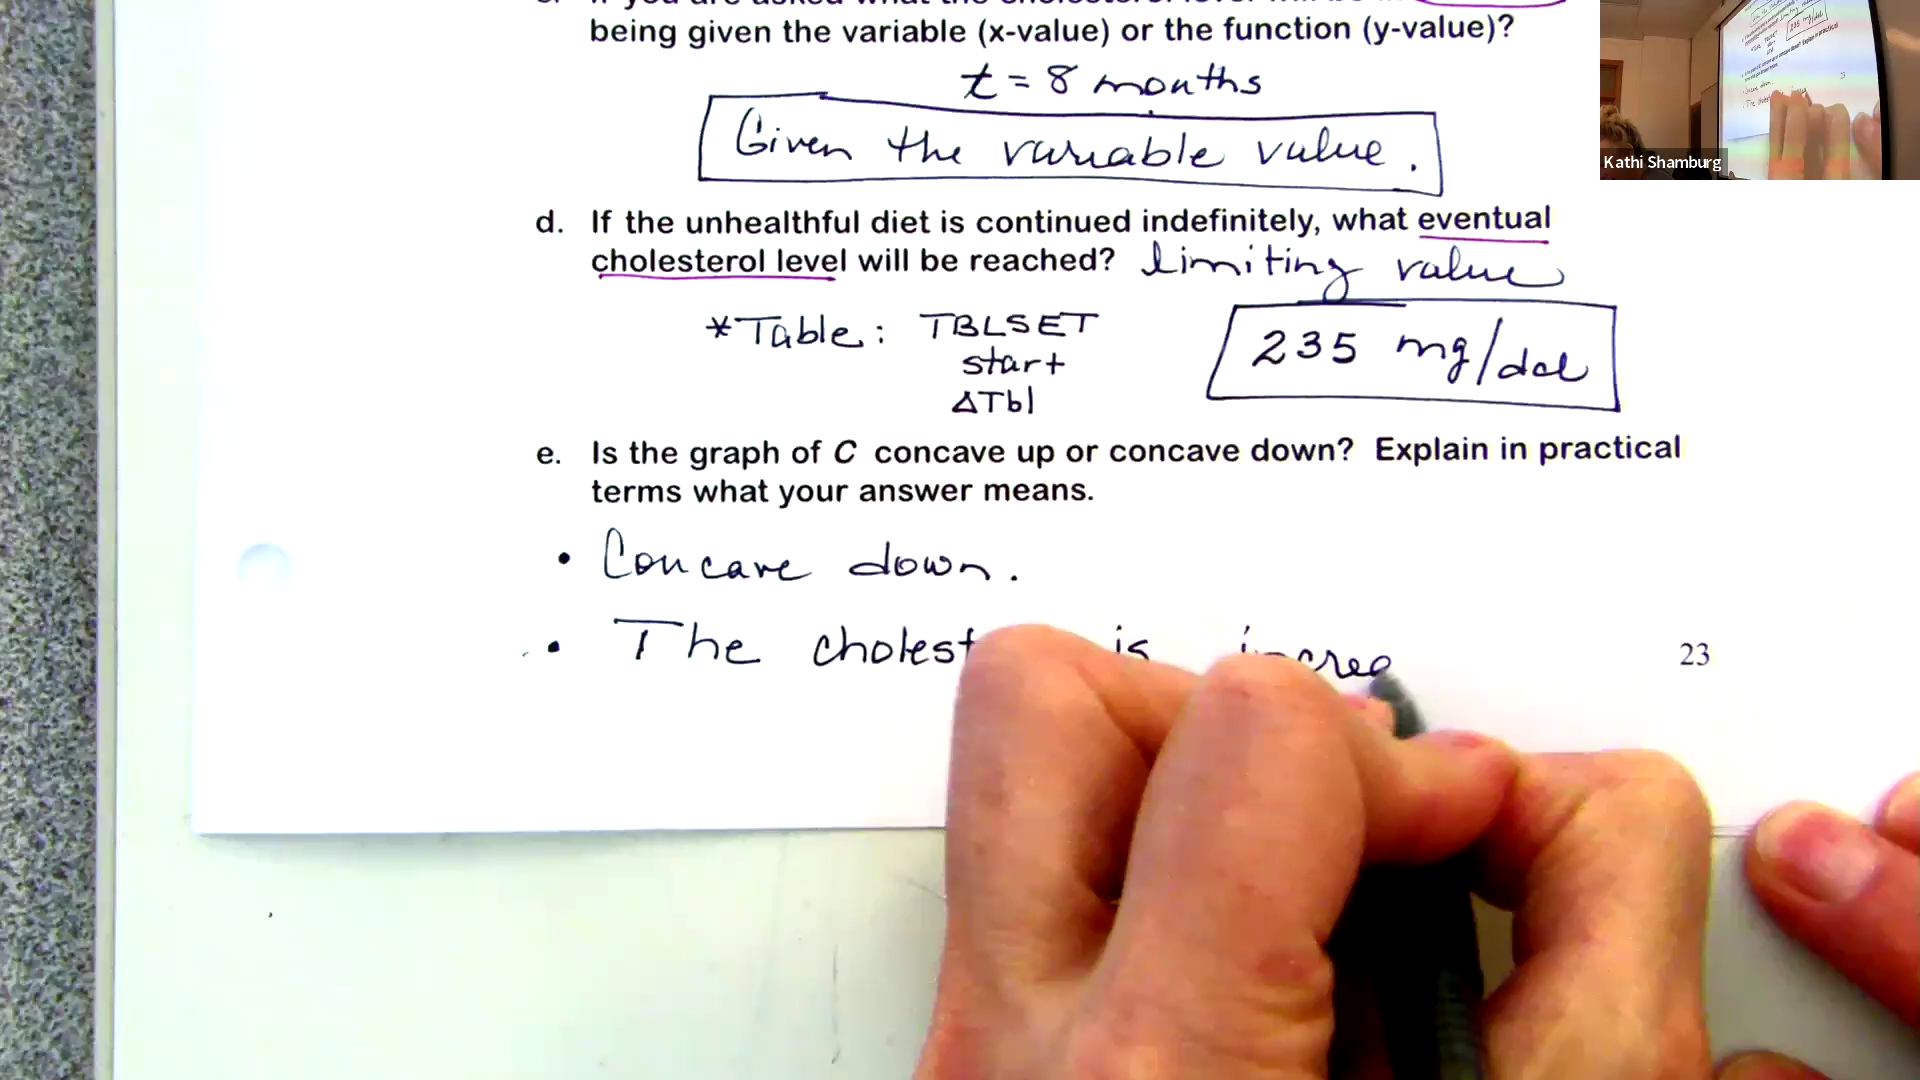 being given the variable (x-value) or the function (y-value)?
t = 8 months
Given the variable value.
d. If the unhealthful diet is continued indefinitely, what eventual
cholesterol level will be reached? limiting value
*Table: TBLSET
start
ΔTbl
235 mg/dcl
e. Is the graph of C concave up or concave down? Explain in practical
terms what your answer means.
• Concave down.
• The cholest is increa
23
Kathi Shamburg